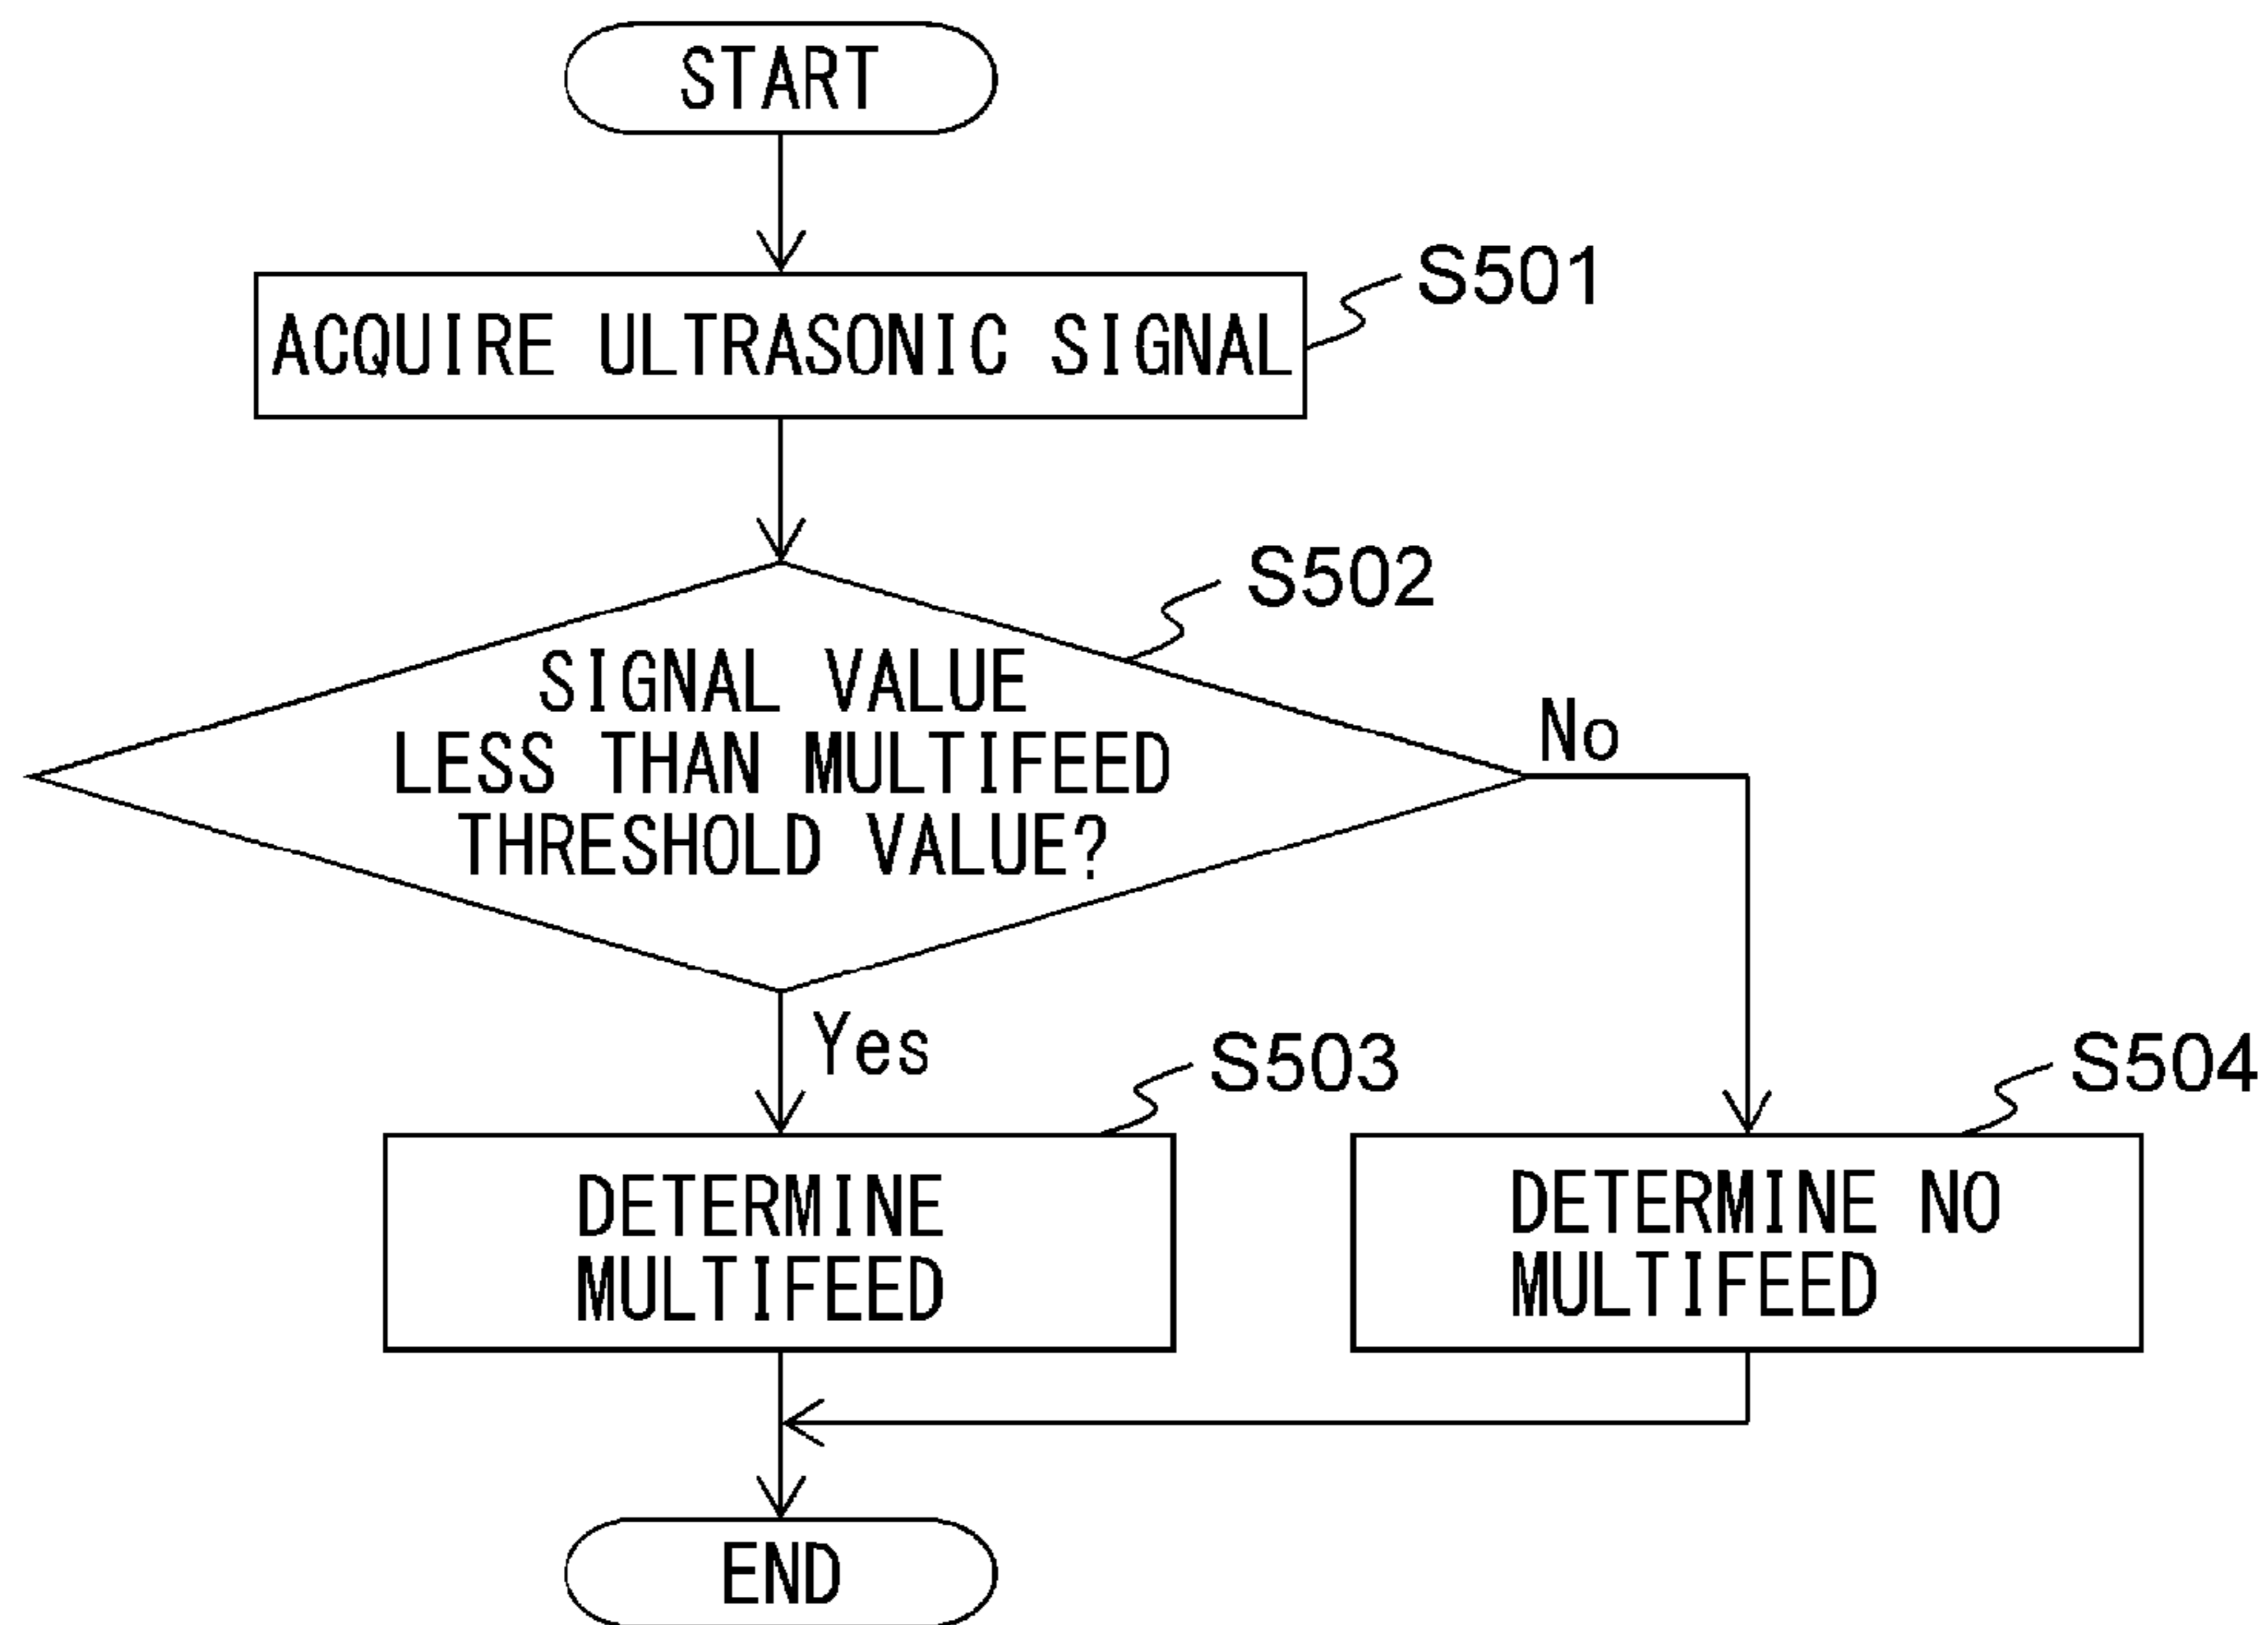 START
ACQUIRE ULTRASONIC SIGNAL
S501
S502
SIGNAL VALUE
LESS THAN MULTIFEED
THRESHOLD VALUE?
No
Yes
S503
S504
DETERMINE
MULTIFEED
DETERMINE NO
MULTIFEED
END